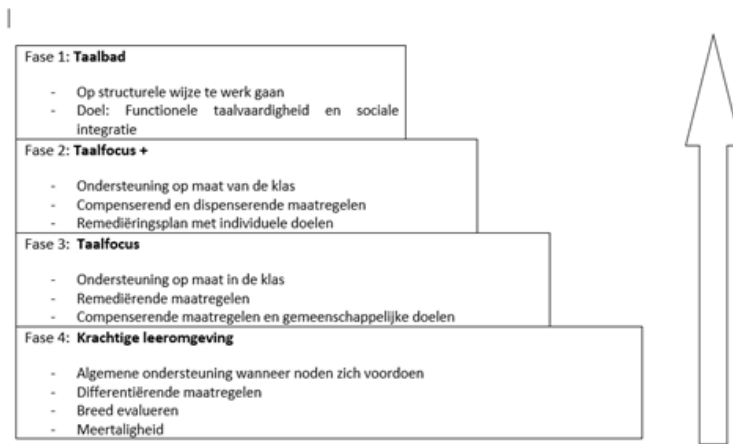 Fase 1: Taalbad
- Op structurele wijze te werk gaan
- Doel: Functionele taalvaardigheid en sociale
integratie
Fase 2: Taalfocus +
- Ondersteuning op maat van de klas
- Compenserend en dispenserende maatregelen
- Remediëringsplan met individuele doelen
Fase 3: Taalfocus
- Ondersteuning op maat in de klas
- Remediërende maatregelen
- Compenserende maatregelen en gemeenschappelijke doelen
Fase 4: Krachtige leeromgeving
- Algemene ondersteuning wanneer noden zich voordoen
- Differentiërende maatregelen
- Breed evalueren
- Meertaligheid